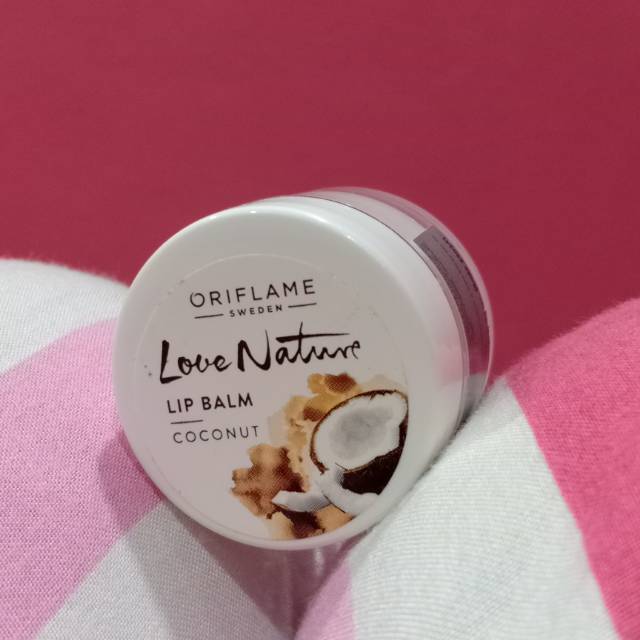 ORIFLAME
SWEDEN
Love Nature
LIP BALM
COCONUT